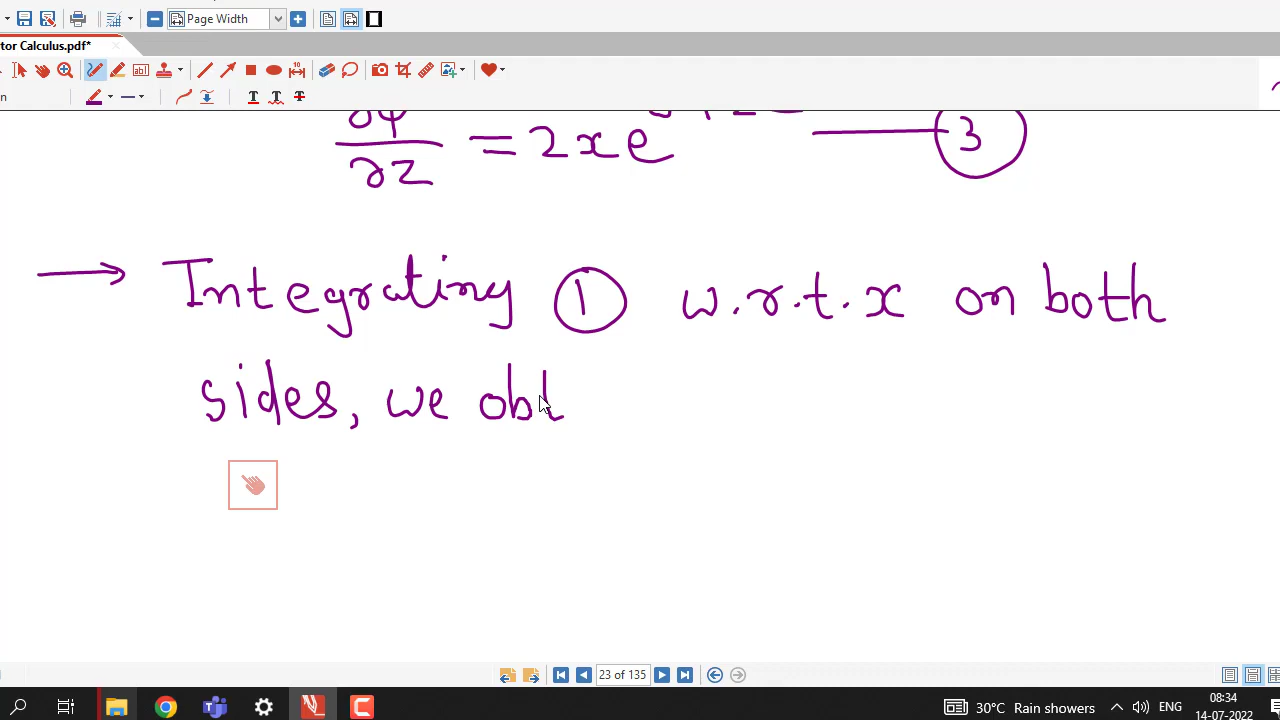 Page Width
tor Calculus.pdf*
∂φ/∂z = 2xe ——— 3
→ Integrating ① w.r.t. x on both
sides, we obt
23 of 135
30°C Rain showers
ENG
08:34
14-07-2022